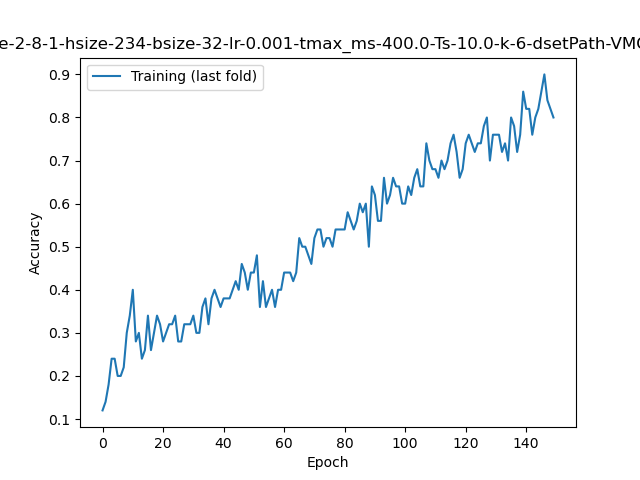 e-2-8-1-hsize-234-bsize-32-lr-0.001-tmax_ms-400.0-Ts-10.0-k-6-dsetPath-VMC
Training (last fold)
0.9
0.8
0.7
0.6
0.5
0.4
0.3
0.2
0.1
Accuracy
0 20 40 60 80 100 120 140
Epoch